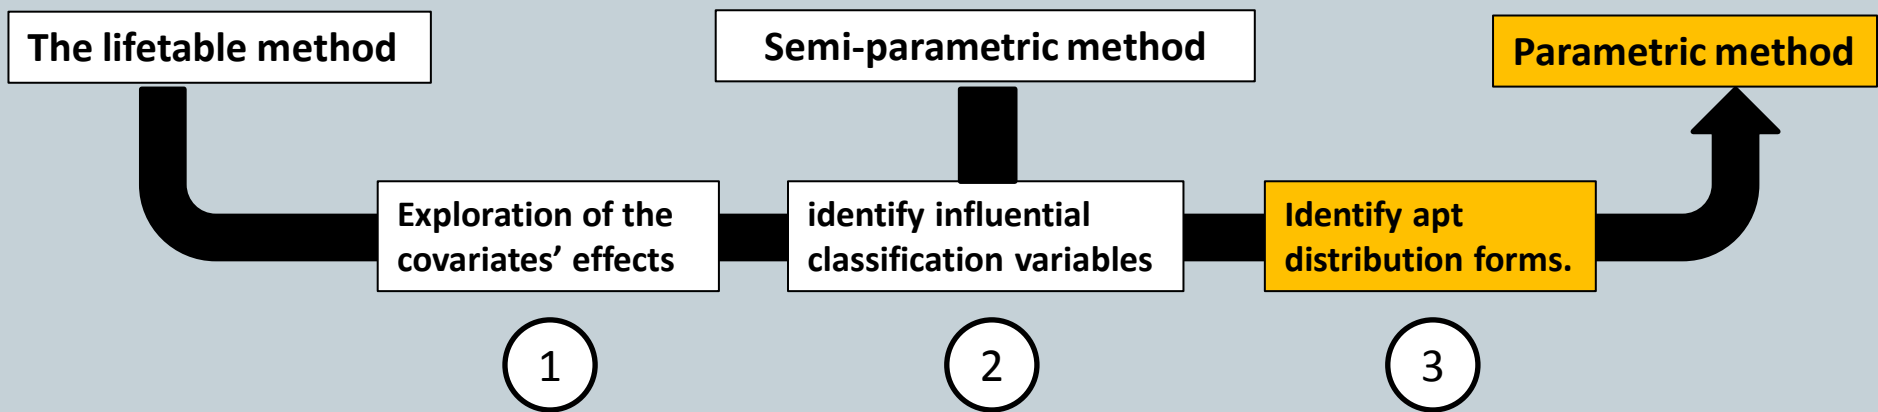 The lifetable method
Semi-parametric method
Parametric method
Exploration of the
covariates’ effects
identify influential
classification variables
Identify apt
distribution forms.
1
2
3